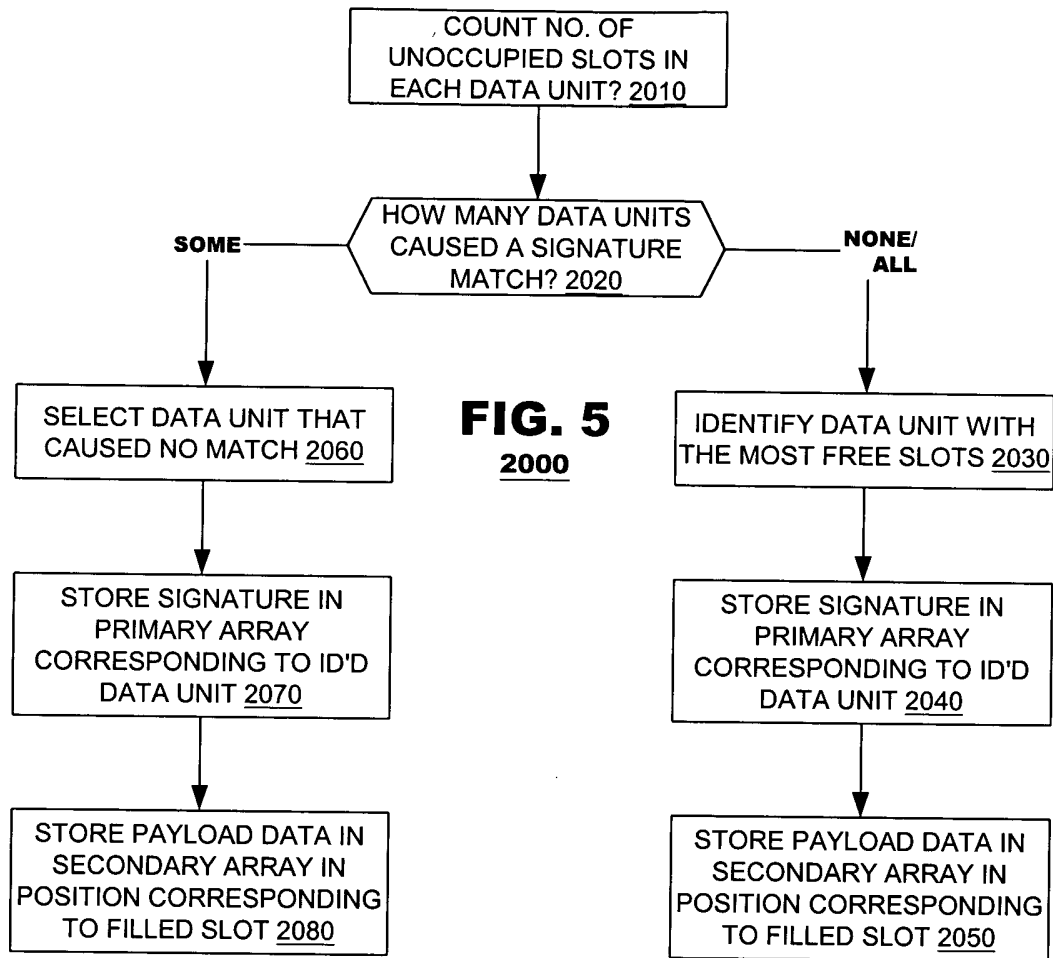 COUNT NO. OF
UNOCCUPIED SLOTS IN
EACH DATA UNIT? 2010
HOW MANY DATA UNITS
CAUSED A SIGNATURE
MATCH? 2020
SOME
NONE/
ALL
SELECT DATA UNIT THAT
CAUSED NO MATCH 2060
FIG. 5
2000
IDENTIFY DATA UNIT WITH
THE MOST FREE SLOTS 2030
STORE SIGNATURE IN
PRIMARY ARRAY
CORRESPONDING TO ID'D
DATA UNIT 2070
STORE SIGNATURE IN
PRIMARY ARRAY
CORRESPONDING TO ID'D
DATA UNIT 2040
STORE PAYLOAD DATA IN
SECONDARY ARRAY IN
POSITION CORRESPONDING
TO FILLED SLOT 2080
STORE PAYLOAD DATA IN
SECONDARY ARRAY IN
POSITION CORRESPONDING
TO FILLED SLOT 2050